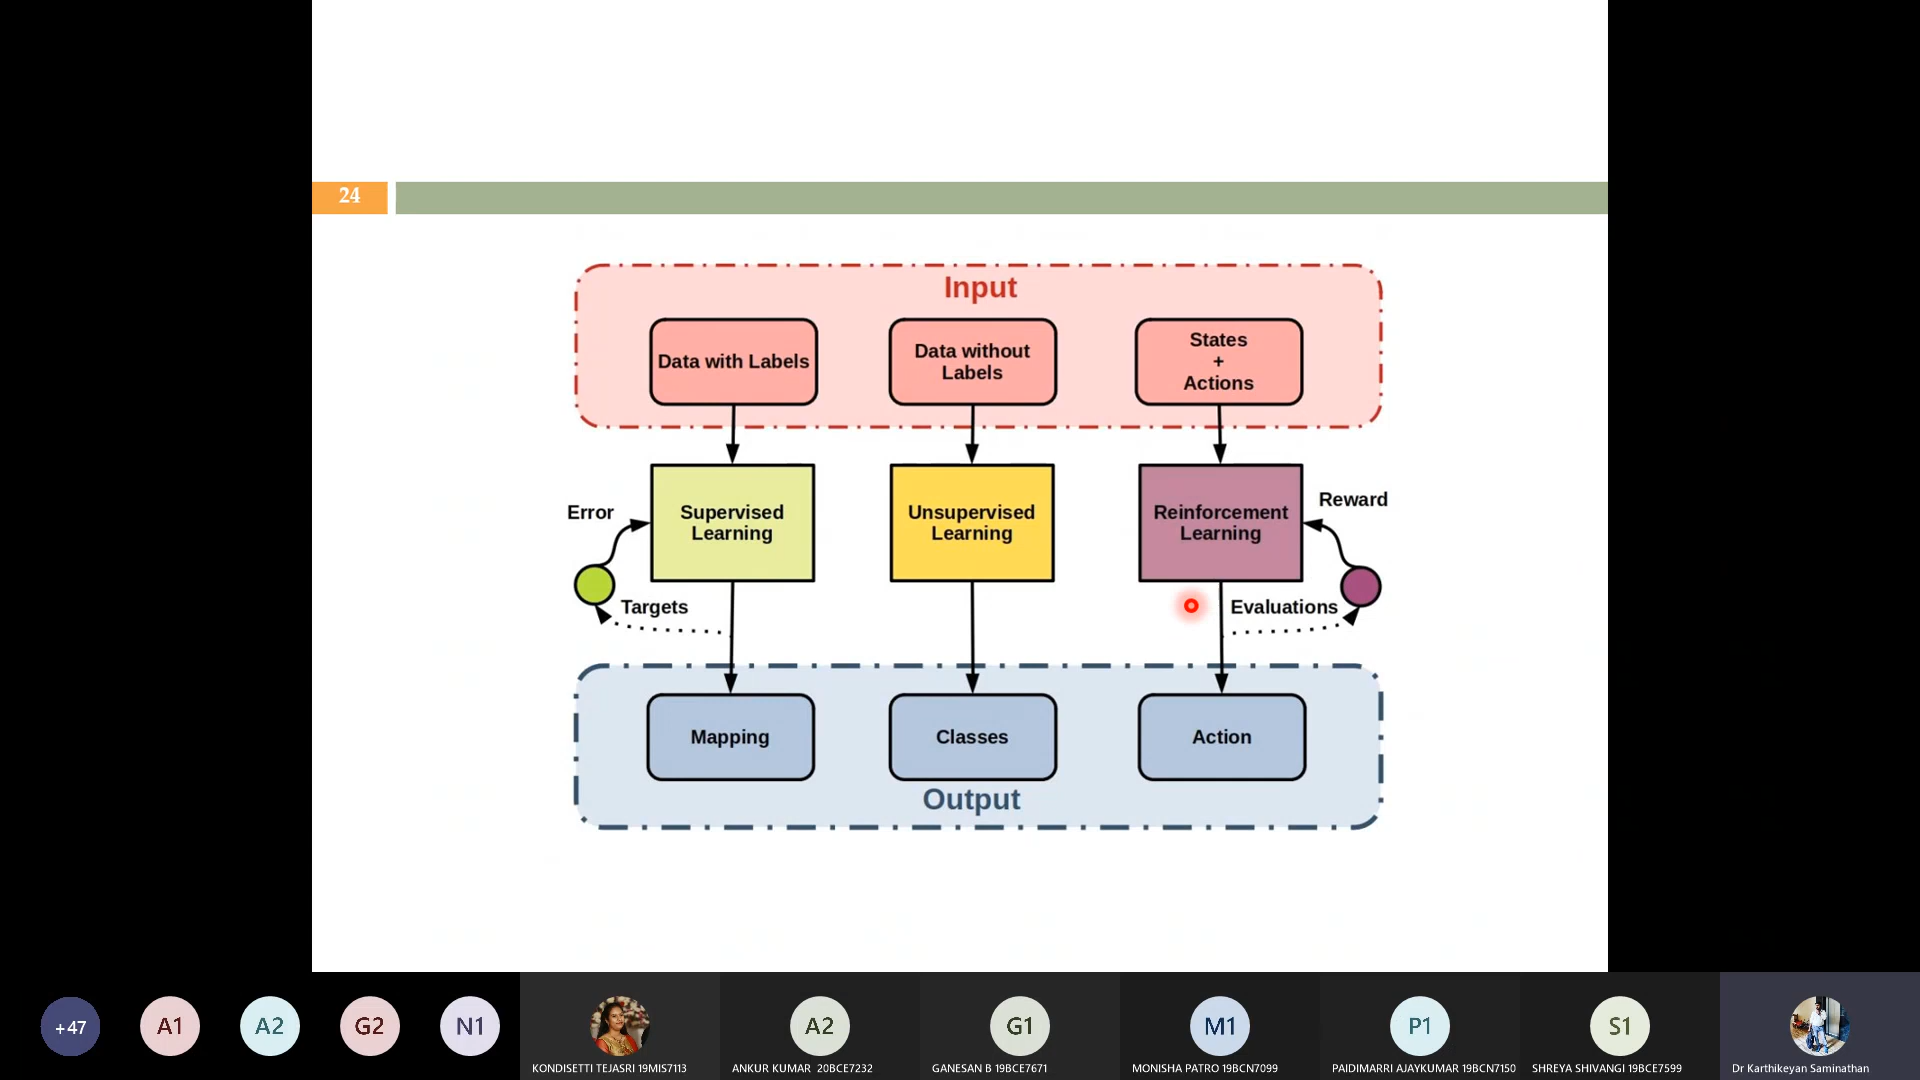 24
Input
Data with Labels
Data without
Labels
States
+
Actions
Error
Supervised
Learning
Unsupervised
Learning
Reinforcement
Learning
Reward
Targets
Evaluations
Mapping
Classes
Action
Output
+47
A1
A2
G2
N1
A2
G1
M1
P1
S1
KONDISETTI TEJASRI 19MIS7113
ANKUR KUMAR 20BCE7232
GANESAN B 19BCE7671
MONISHA PATRO 19BCN7099
PAIDIMARRI AJAYKUMAR 19BCN7150
SHREYA SHIVANGI 19BCE7599
Dr Karthikeyan Saminathan